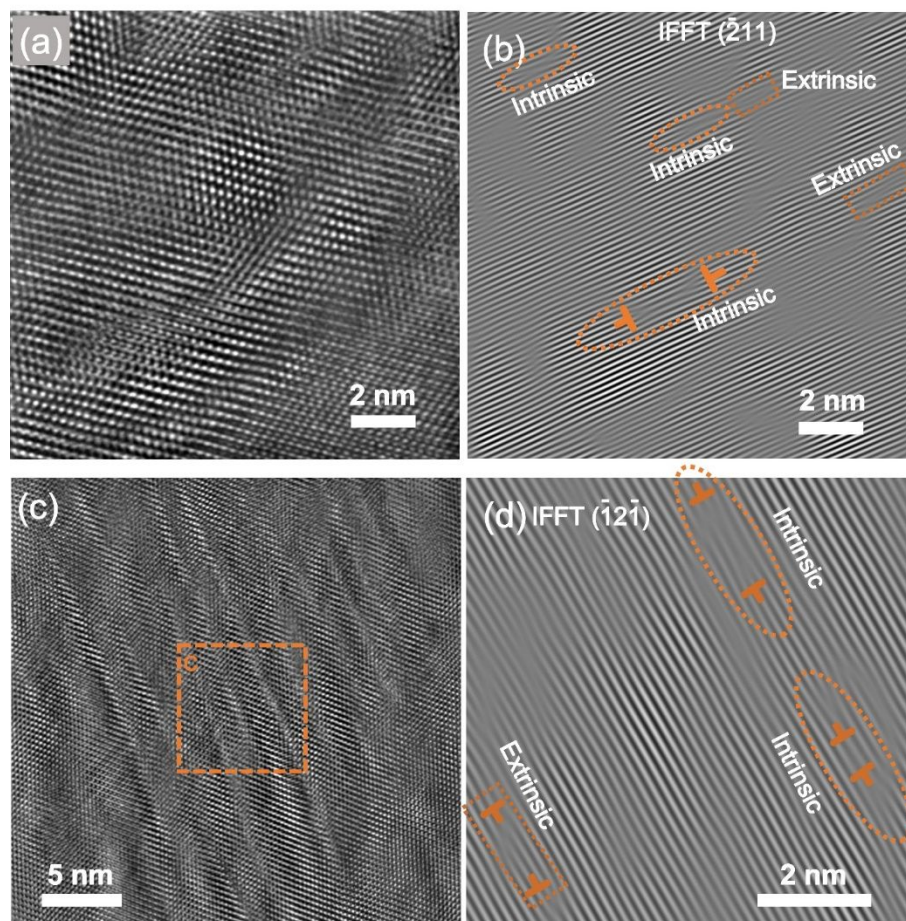 (a)
2 nm
(b)
IFFT (2̄11)
Intrinsic
Extrinsic
Intrinsic
Extrinsic
Intrinsic
2 nm
(c)
c
5 nm
(d) IFFT (1̄21̄)
Intrinsic
Intrinsic
Extrinsic
2 nm